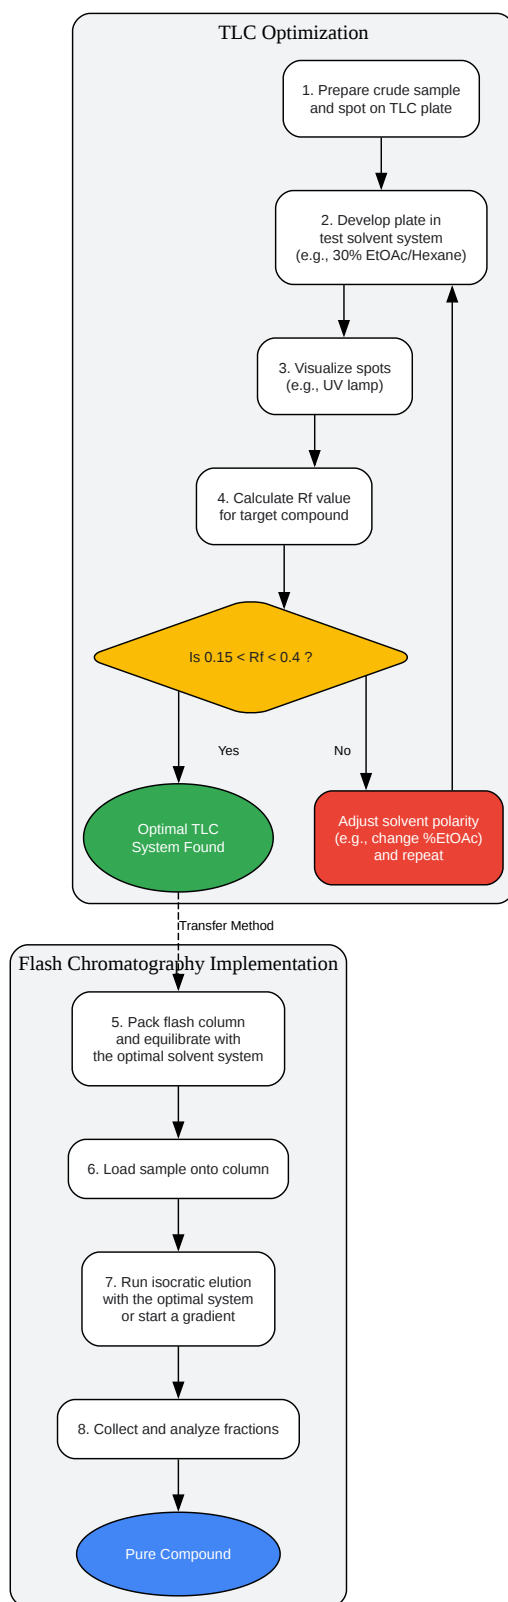 TLC Optimization
1. Prepare crude sample
and spot on TLC plate
2. Develop plate in
test solvent system
(e.g., 30% EtOAc/Hexane)
3. Visualize spots
(e.g., UV lamp)
4. Calculate Rf value
for target compound
Is 0.15 < Rf < 0.4 ?
Yes
No
Optimal TLC
System Found
Adjust solvent polarity
(e.g., change %EtOAc)
and repeat
Transfer Method
Flash Chromatography Implementation
5. Pack flash column
and equilibrate with
the optimal solvent system
6. Load sample onto column
7. Run isocratic elution
with the optimal system
or start a gradient
8. Collect and analyze fractions
Pure Compound